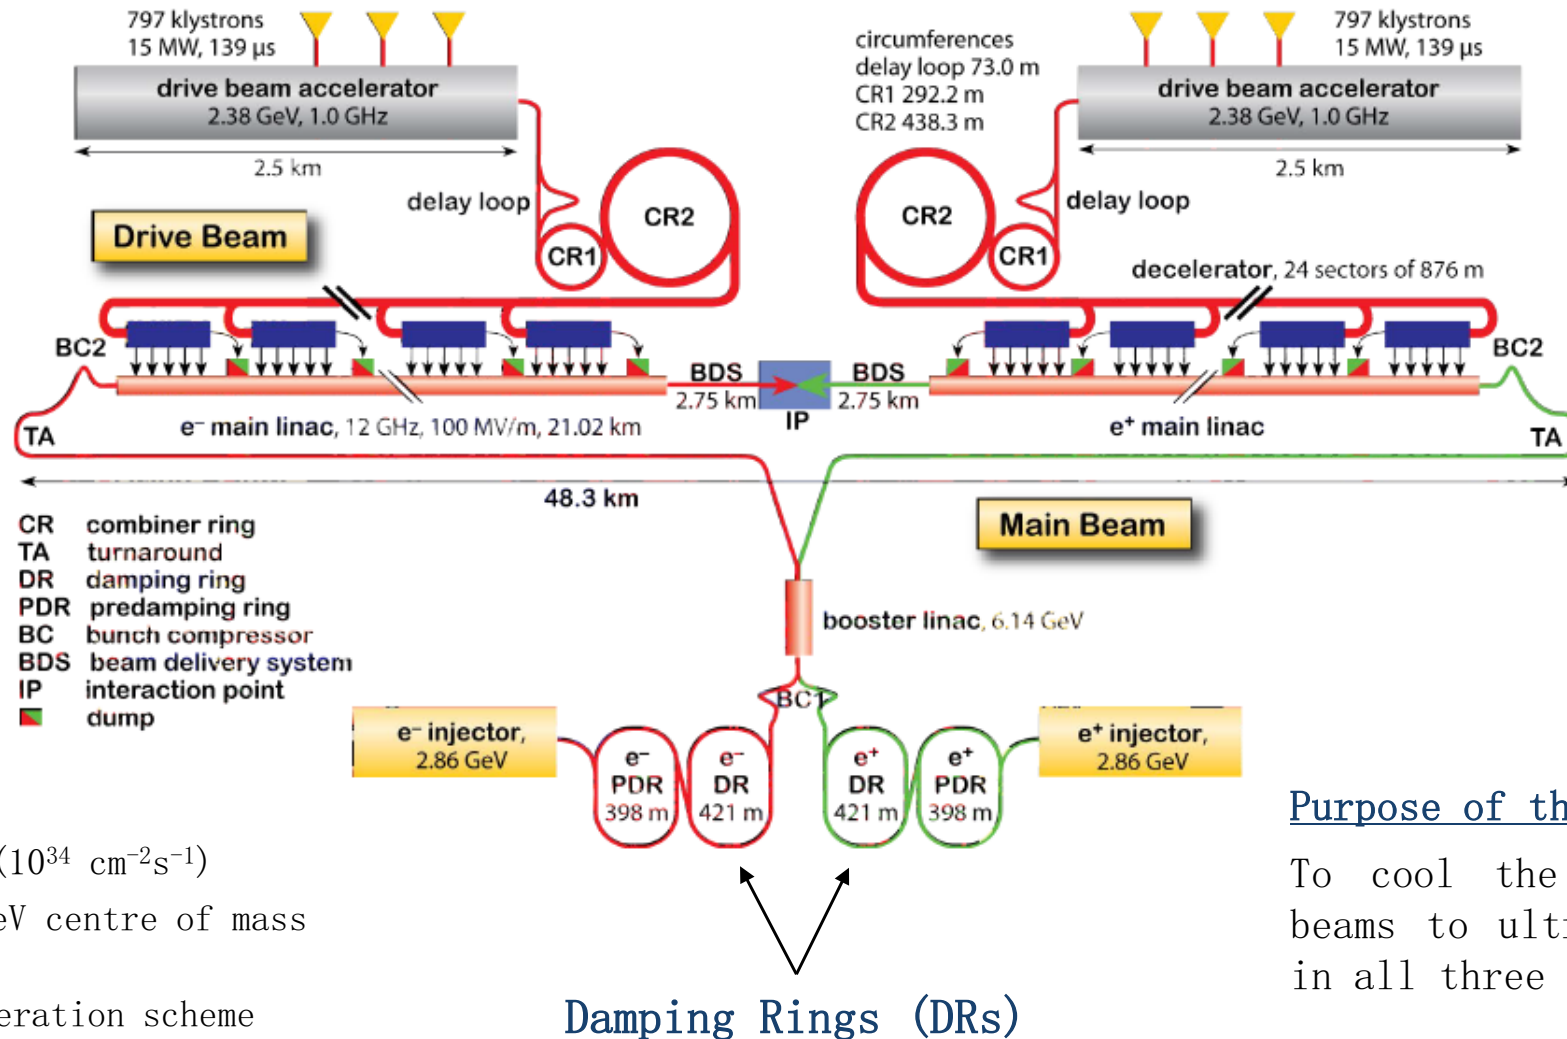 797 klystrons
15 MW, 139 µs
drive beam accelerator
2.38 GeV, 1.0 GHz
2.5 km
delay loop
CR2
CR1
Drive Beam
circumferences
delay loop 73.0 m
CR1 292.2 m
CR2 438.3 m
797 klystrons
15 MW, 139 µs
drive beam accelerator
2.38 GeV, 1.0 GHz
2.5 km
delay loop
CR2
CR1
decelerator, 24 sectors of 876 m
BC2
BDS
2.75 km
IP
BDS
2.75 km
BC2
TA
e⁻ main linac, 12 GHz, 100 MV/m, 21.02 km
e⁺ main linac
TA
48.3 km
Main Beam
CR combiner ring
TA turnaround
DR damping ring
PDR predamping ring
BC bunch compressor
BDS beam delivery system
IP interaction point
dump
booster linac, 6.14 GeV
BC1
e⁻ injector,
2.86 GeV
e⁻
PDR
398 m
e⁻
DR
421 m
e⁺
DR
421 m
e⁺
PDR
398 m
e⁺ injector,
2.86 GeV
(10³⁴ cm⁻²s⁻¹)
eV centre of mass
eration scheme
Damping Rings (DRs)
Purpose of th
To cool the
beams to ult
in all three